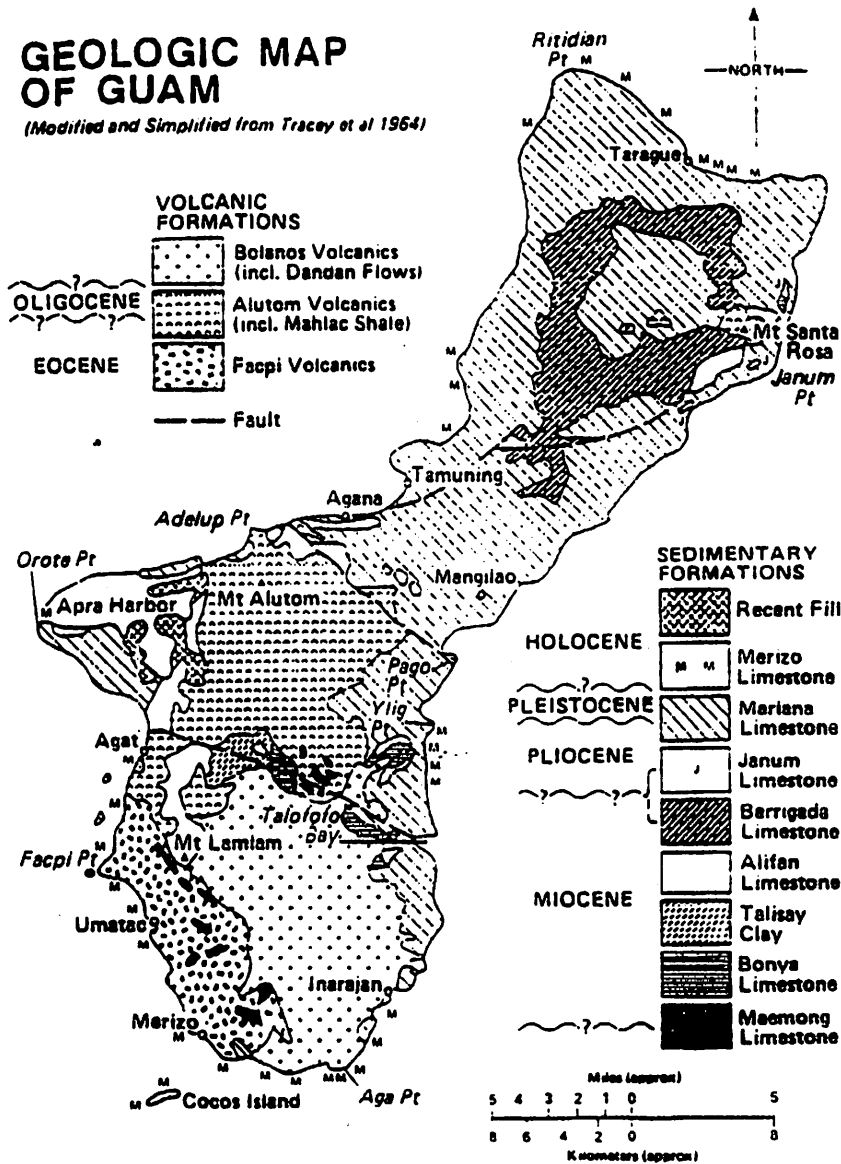 GEOLOGIC MAP
OF GUAM
(Modified and Simplified from Tracey et al 1964)
NORTH
VOLCANIC
FORMATIONS
Bolanos Volcanics
(incl. Dandan Flows)
?
OLIGOCENE
? ?
Alutom Volcanics
(incl. Mahlac Shale)
EOCENE
Facpi Volcanics
Fault
Ritidian
Pt
M
M
M
M
Tarague
M M M M
J
Mt Santa
Rosa
J
Janum
Pt
M
M
M
Tamuning
Agana
Adelup Pt
Orote Pt
M
Apra Harbor
Mt Alutom
Mangilao
Pago
Pt
Ylig
Pt
M
M
M
M
Agat
M
M
Talofofo
Bay
Mt Lamlam
M
Facpi Pt
M
M
Umatac
M
Inarajan
M
Merizo
M
M
M
M
M
M
MM
M
M
M
Cocos Island
Aga Pt
SEDIMENTARY
FORMATIONS
Recent Fill
HOLOCENE
M M
Merizo
Limestone
?
PLEISTOCENE
Mariana
Limestone
PLIOCENE
J
Janum
Limestone
? ?
Barrigada
Limestone
Alifan
Limestone
MIOCENE
Talisay
Clay
Bonya
Limestone
?
Maemong
Limestone
Miles (approx)
5 4 3 2 1 0 5
8 6 4 2 0 8
Kilometers (approx)